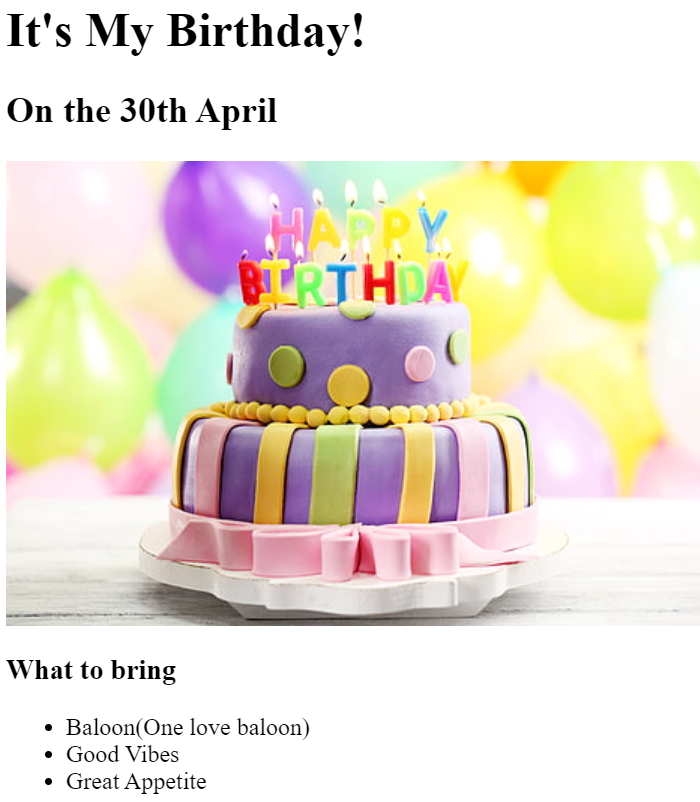 It's My Birthday!
On the 30th April
HAPPY
BIRTHDAY
What to bring
Baloon(One love baloon)
Good Vibes
Great Appetite